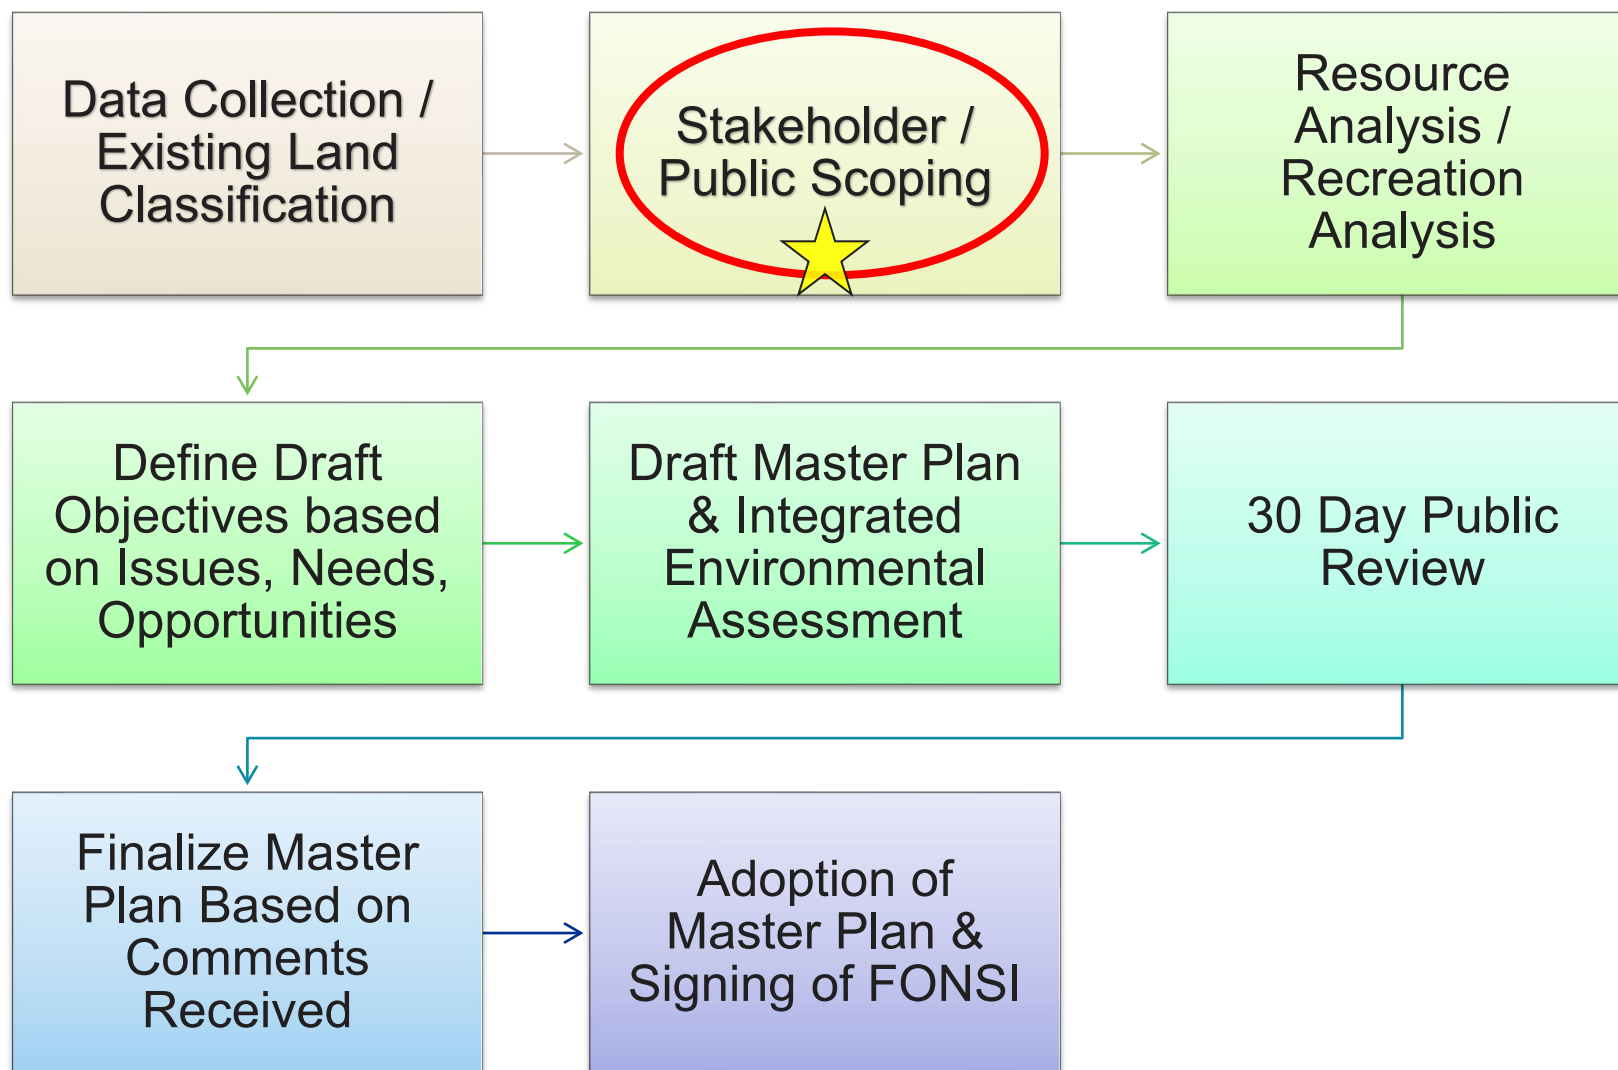 Data Collection /
Existing Land
Classification
Stakeholder /
Public Scoping
Resource
Analysis /
Recreation
Analysis
Define Draft
Objectives based
on Issues, Needs,
Opportunities
Draft Master Plan
& Integrated
Environmental
Assessment
30 Day Public
Review
Finalize Master
Plan Based on
Comments
Received
Adoption of
Master Plan &
Signing of FONSI